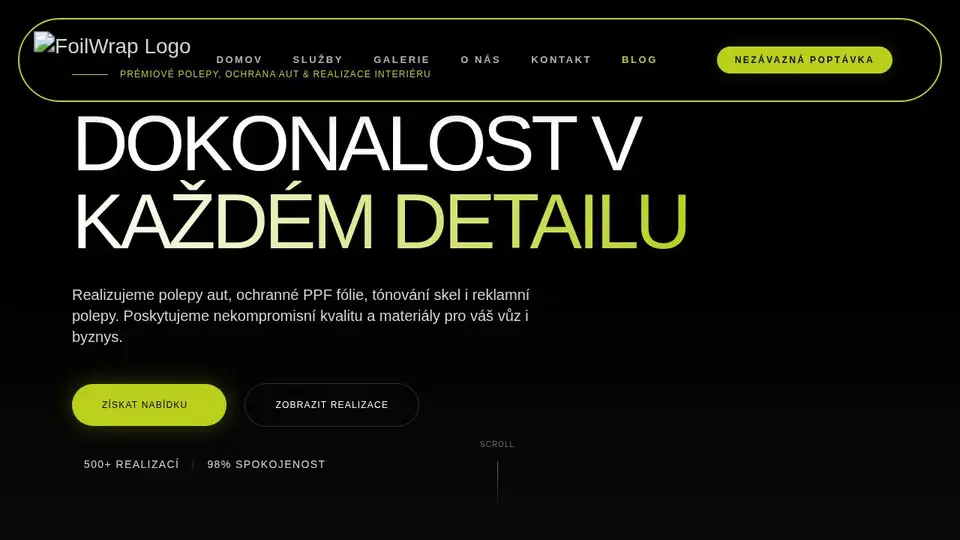 FoilWrap Logo
DOMOV SLUŽBY GALERIE O NÁS KONTAKT BLOG NEZÁVAZNÁ POPTÁVKA
PRÉMIOVÉ POLEPY, OCHRANA AUT & REALIZACE INTERIÉRU
DOKONALOST V
KAŽDÉM DETAILU
Realizujeme polepy aut, ochranné PPF fólie, tónování skel i reklamní
polepy. Poskytujeme nekompromisní kvalitu a materiály pro váš vůz i
byznys.
ZÍSKAT NABÍDKU ZOBRAZIT REALIZACE
SCROLL
500+ REALIZACÍ | 98% SPOKOJENOST